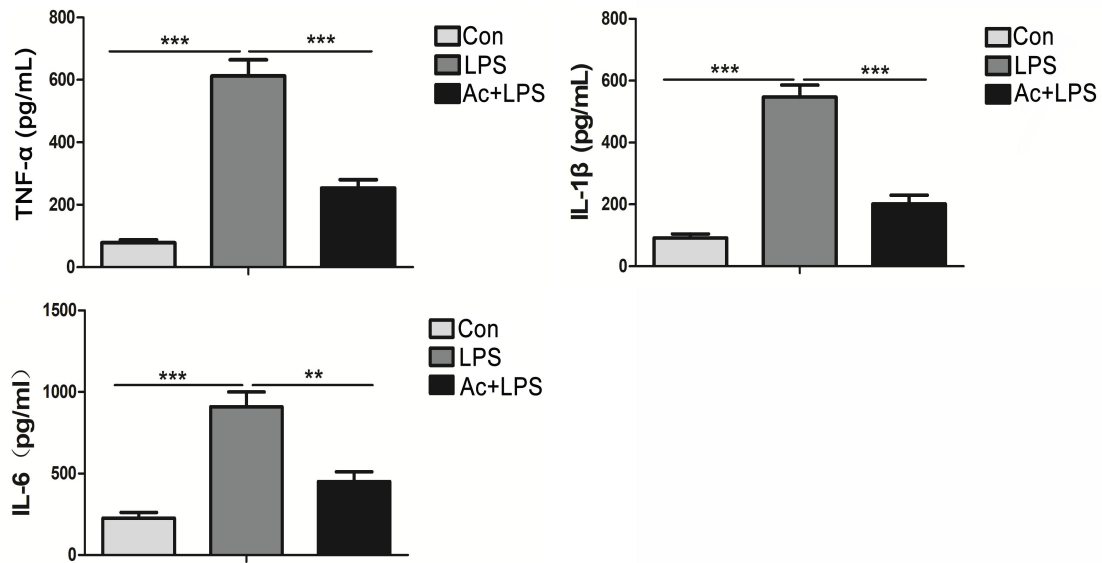 800
600
400
200
0
TNF-α (pg/mL)
***
***
Con
LPS
Ac+LPS
800
600
400
200
0
IL-1β (pg/mL)
***
***
Con
LPS
Ac+LPS
1500
1000
500
0
IL-6（pg/ml）
***
**
Con
LPS
Ac+LPS